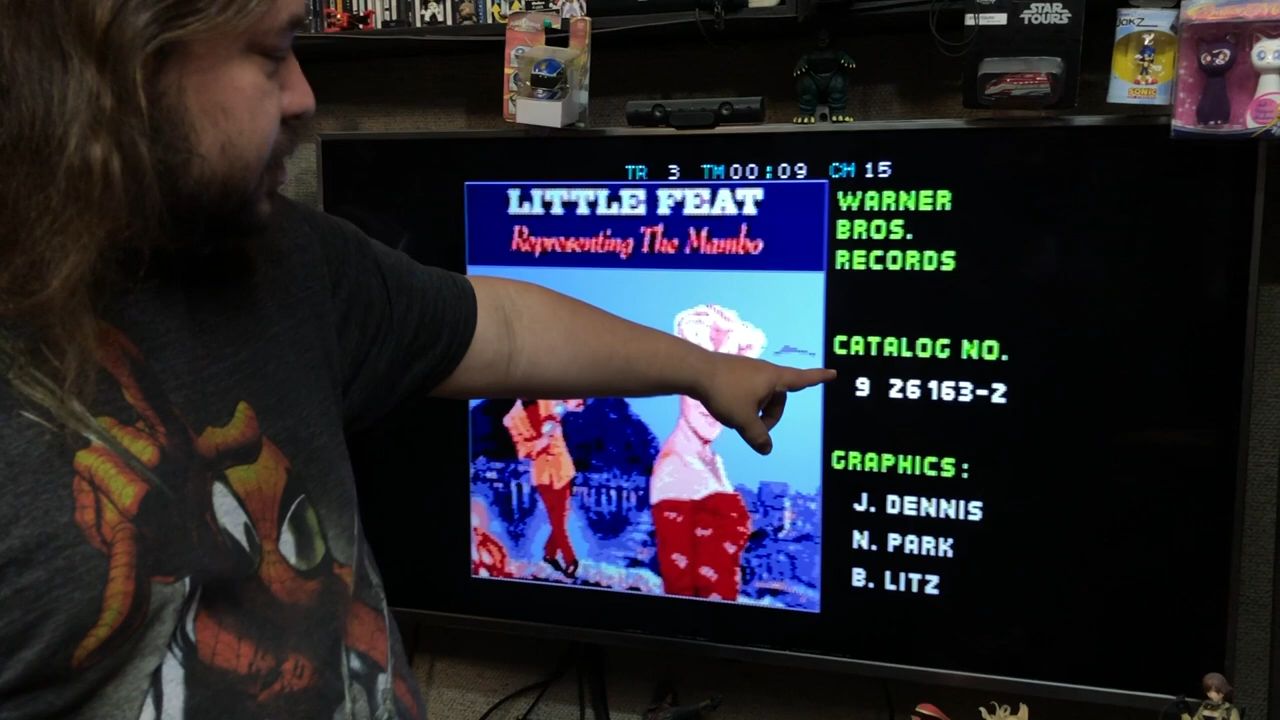 STAR
TOURS
JAKZ
SONIC
TR 3 TM00:09 CH 15
LITTLE FEAT
Representing The Mambo
WARNER
BROS.
RECORDS
CATALOG NO.
9 26163-2
GRAPHICS:
J. DENNIS
N. PARK
B. LITZ